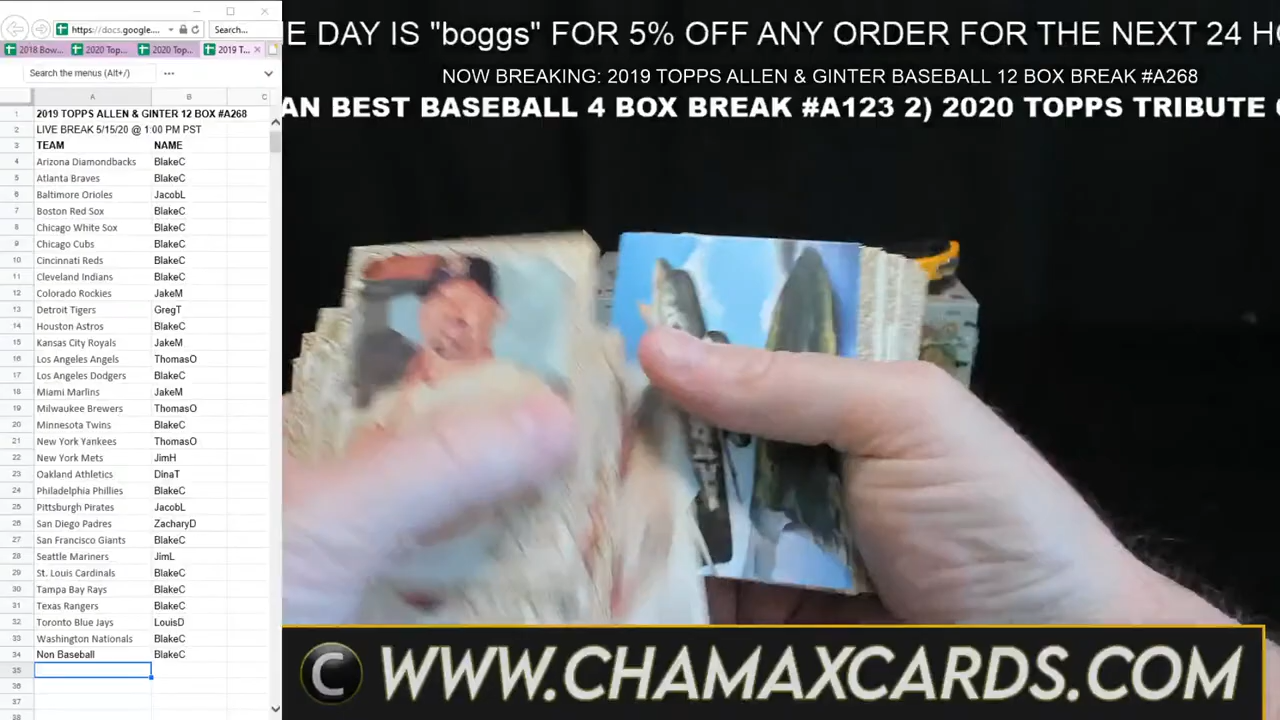 https://docs.google....
Search...
2018 Bow...
2020 Top...
2020 Top...
2019 T...
Search the menus (Alt+/)
A B C
1 2019 TOPPS ALLEN & GINTER 12 BOX #A268
2 LIVE BREAK 5/15/20 @ 1:00 PM PST
3 TEAM NAME
4 Arizona Diamondbacks BlakeC
5 Atlanta Braves BlakeC
6 Baltimore Orioles JacobL
7 Boston Red Sox BlakeC
8 Chicago White Sox BlakeC
9 Chicago Cubs BlakeC
10 Cincinnati Reds BlakeC
11 Cleveland Indians BlakeC
12 Colorado Rockies JakeM
13 Detroit Tigers GregT
14 Houston Astros BlakeC
15 Kansas City Royals JakeM
16 Los Angeles Angels ThomasO
17 Los Angeles Dodgers BlakeC
18 Miami Marlins JakeM
19 Milwaukee Brewers ThomasO
20 Minnesota Twins BlakeC
21 New York Yankees ThomasO
22 New York Mets JimH
23 Oakland Athletics DinaT
24 Philadelphia Phillies BlakeC
25 Pittsburgh Pirates JacobL
26 San Diego Padres ZacharyD
27 San Francisco Giants BlakeC
28 Seattle Mariners JimL
29 St. Louis Cardinals BlakeC
30 Tampa Bay Rays BlakeC
31 Texas Rangers BlakeC
32 Toronto Blue Jays LouisD
33 Washington Nationals BlakeC
34 Non Baseball BlakeC
35
36
37
38
E DAY IS "boggs" FOR 5% OFF ANY ORDER FOR THE NEXT 24 HO
NOW BREAKING: 2019 TOPPS ALLEN & GINTER BASEBALL 12 BOX BREAK #A268
AN BEST BASEBALL 4 BOX BREAK #A123 2) 2020 TOPPS TRIBUTE
C WWW.CHAMAXCARDS.COM